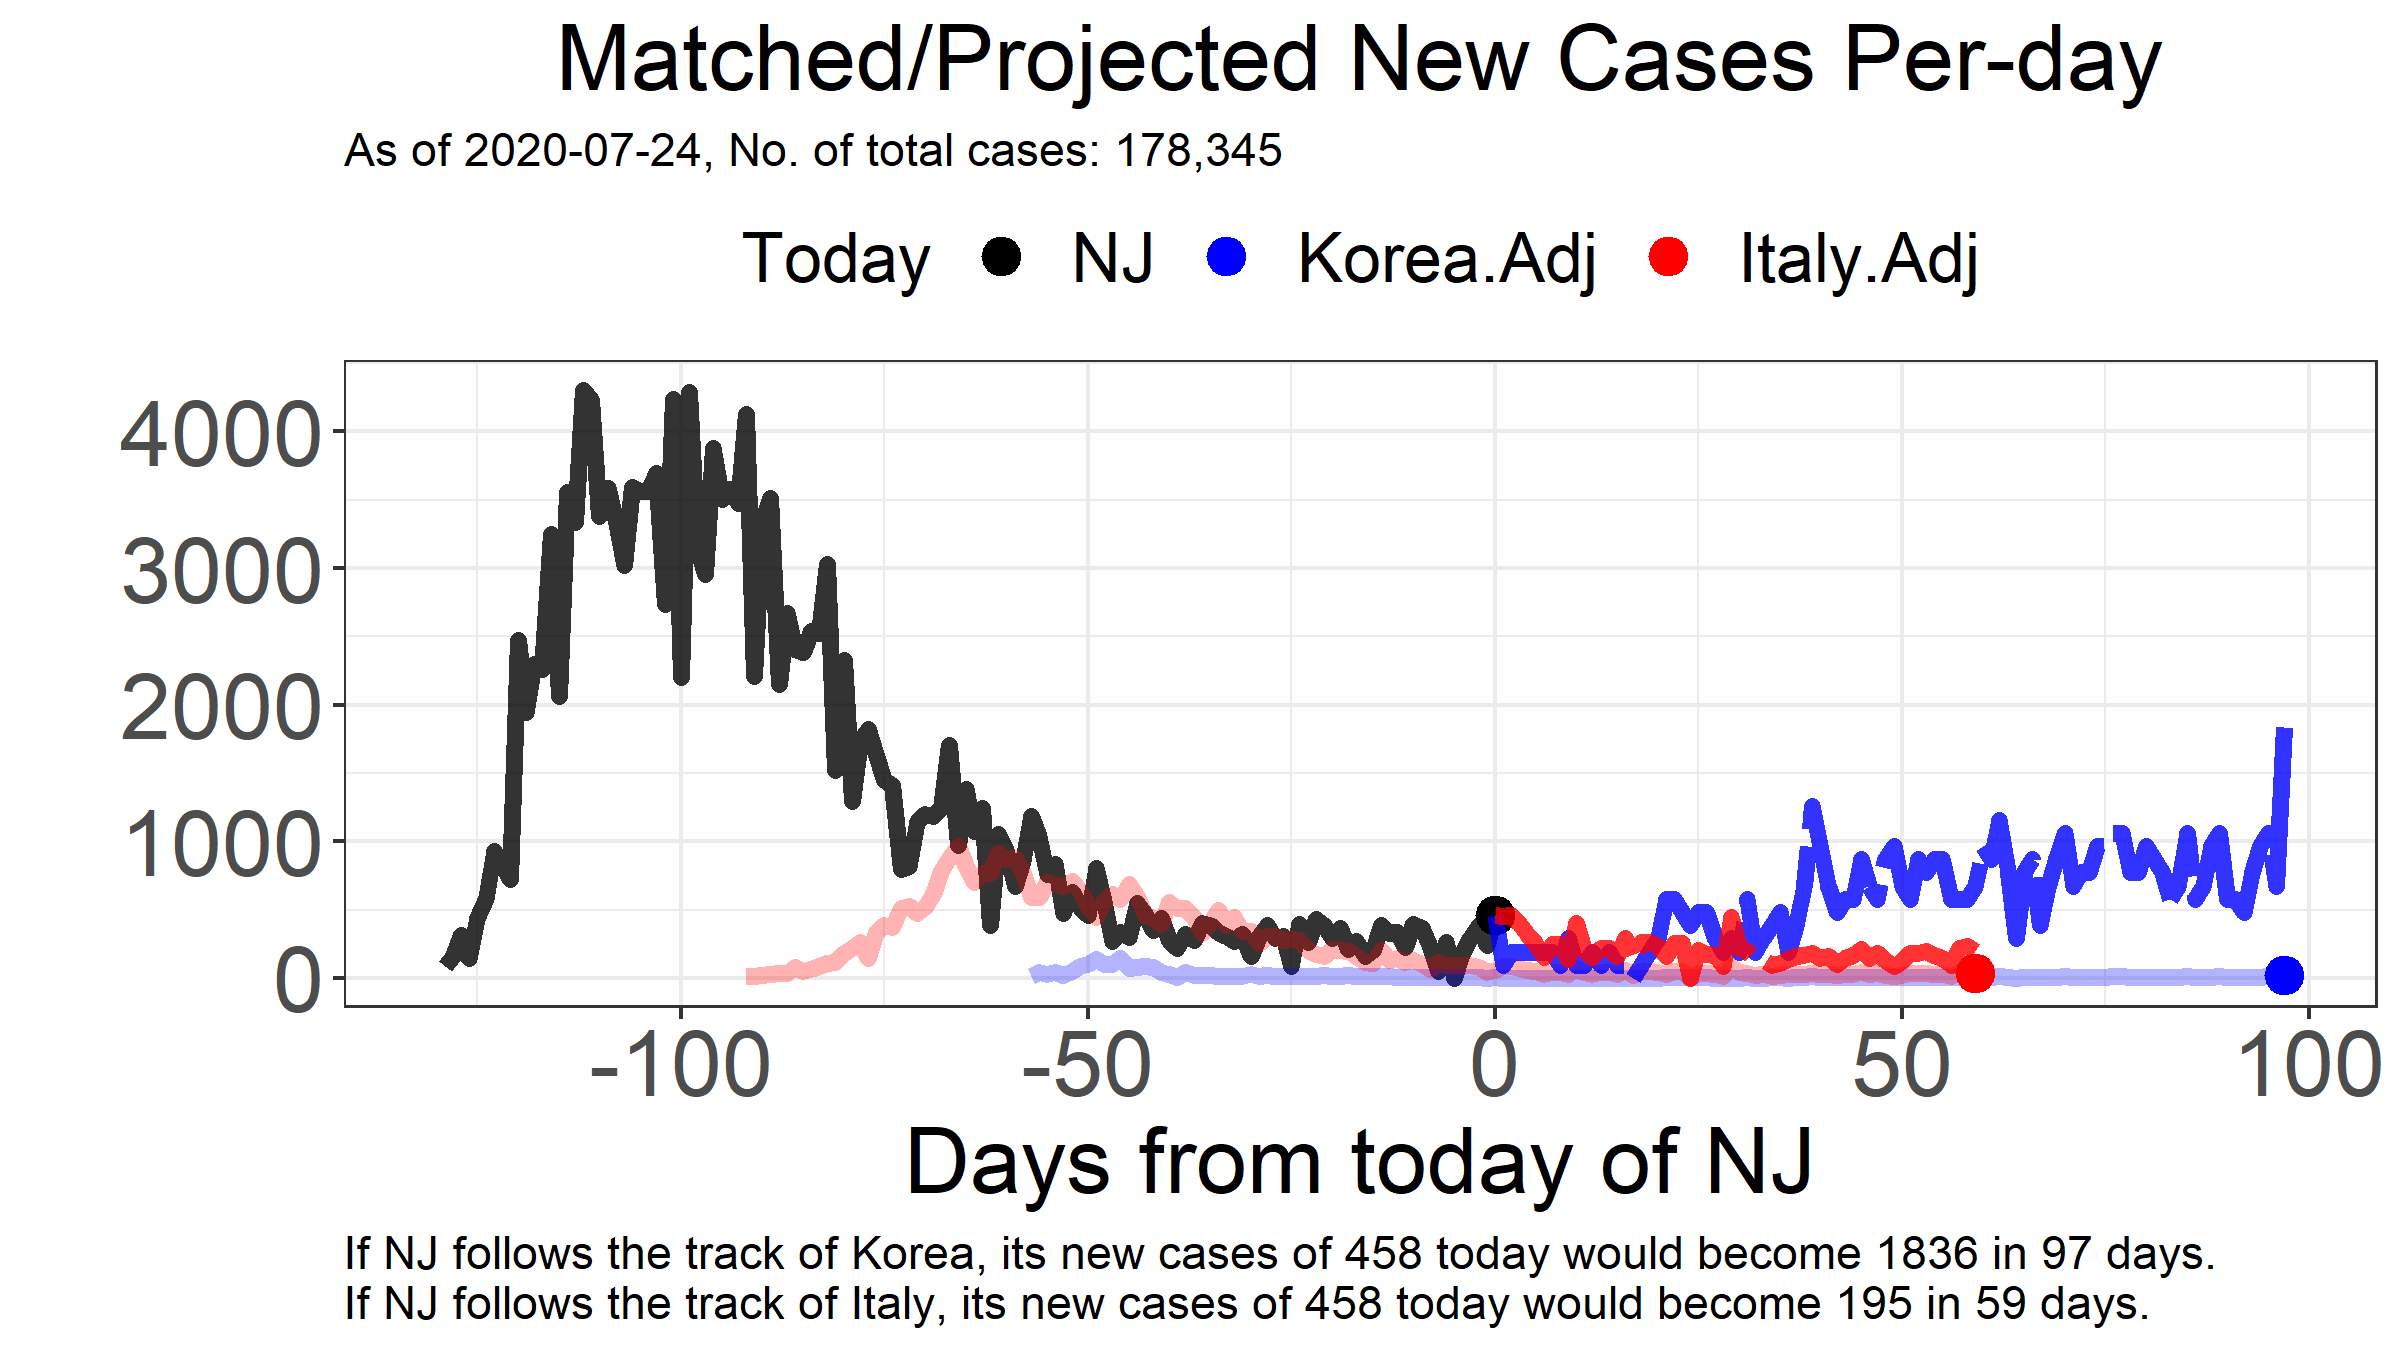 Matched/Projected New Cases Per-day
As of 2020-07-24, No. of total cases: 178,345
Today NJ Korea.Adj Italy.Adj
4000
3000
2000
1000
0
-100 -50 0 50 100
Days from today of NJ
If NJ follows the track of Korea, its new cases of 458 today would become 1836 in 97 days.
If NJ follows the track of Italy, its new cases of 458 today would become 195 in 59 days.